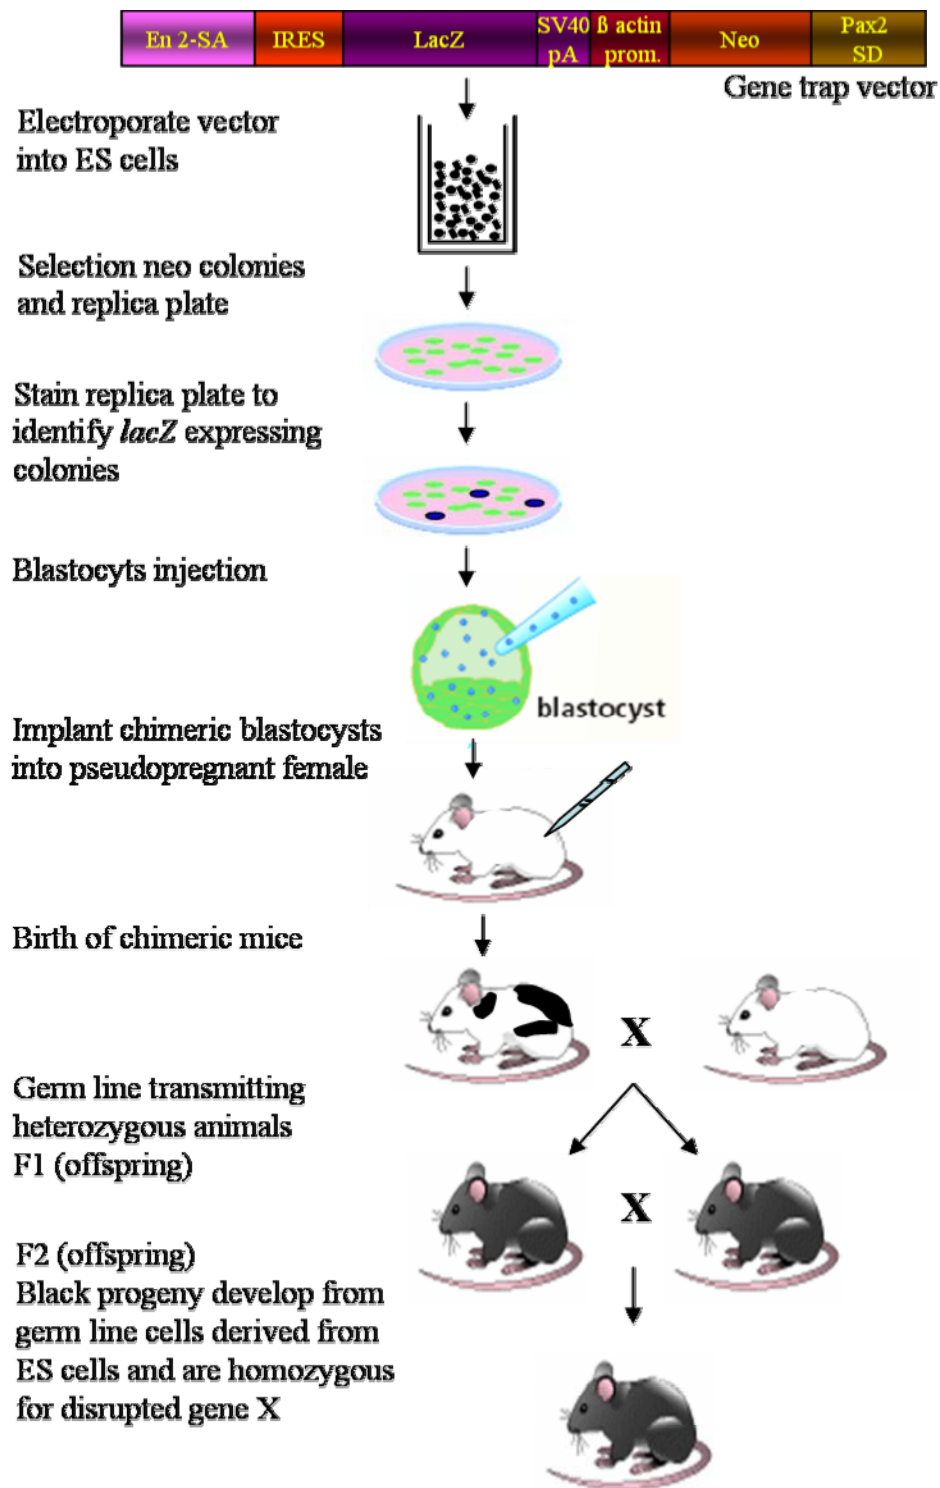 En 2-SA IRES LacZ SV40 pA ß actin prom. Neo Pax2 SD
Gene trap vector
Electroporate vector
into ES cells
Selection neo colonies
and replica plate
Stain replica plate to
identify lacZ expressing
colonies
Blastocyts injection
blastocyst
Implant chimeric blastocysts
into pseudopregnant female
Birth of chimeric mice
X
Germ line transmitting
heterozygous animals
F1 (offspring)
X
F2 (offspring)
Black progeny develop from
germ line cells derived from
ES cells and are homozygous
for disrupted gene X